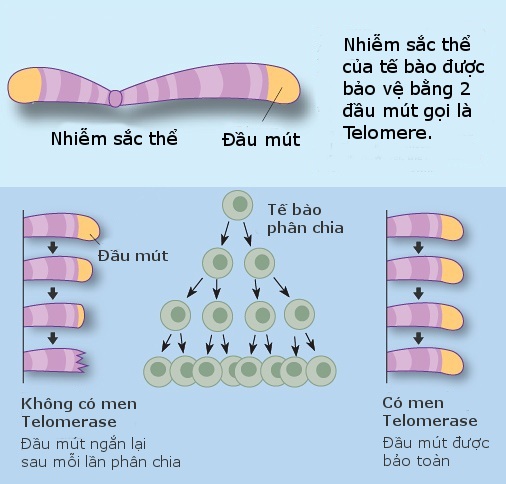 Nhiễm sắc thể
của tế bào được
bảo vệ bằng 2
đầu mút gọi là
Telomere.
Nhiễm sắc thể
Đầu mút
Tế bào
phân chia
Đầu mút
Không có men
Telomerase
Đầu mút ngắn lại
sau mỗi lần phân chia
Có men
Telomerase
Đầu mút được
bảo toàn